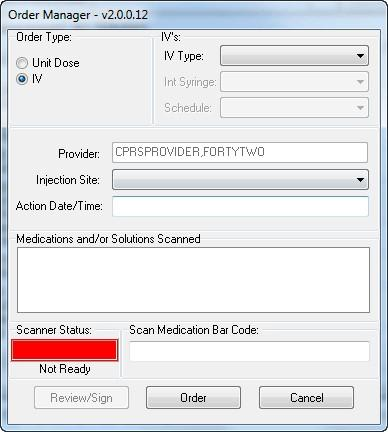 Order Manager - v2.0.0.12
Order Type:
Unit Dose
IV
IV's:
IV Type:
Int Syringe:
Schedule:
Provider: CPRSPROVIDER,FORTYTWO
Injection Site:
Action Date/Time:
Medications and/or Solutions Scanned
Scanner Status:
Not Ready
Scan Medication Bar Code:
Review/Sign Order Cancel